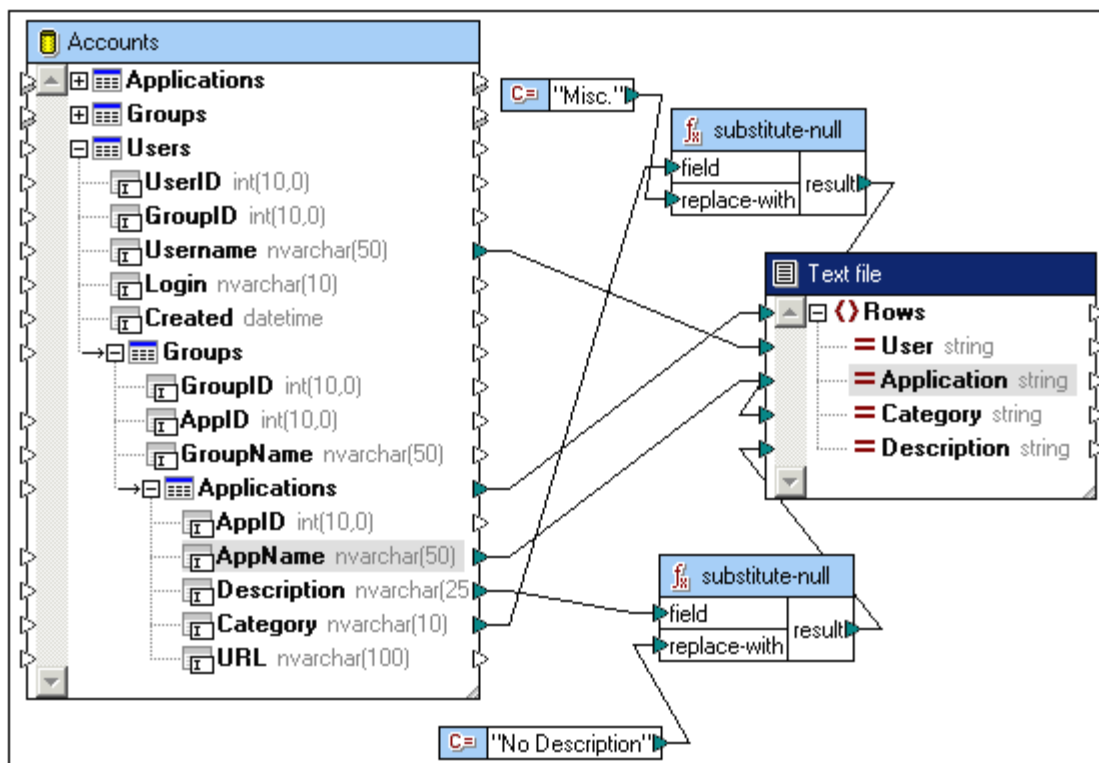 Accounts
Applications
Groups
Users
UserID int(10,0)
GroupID int(10,0)
Username nvarchar(50)
Login nvarchar(10)
Created datetime
Groups
GroupID int(10,0)
AppID int(10,0)
GroupName nvarchar(50)
Applications
AppID int(10,0)
AppName nvarchar(50)
Description nvarchar(25
Category nvarchar(10)
URL nvarchar(100)
C= "Misc."
fx substitute-null
field
replace-with
result
Text file
{} Rows
= User string
= Application string
= Category string
= Description string
fx substitute-null
field
replace-with
result
C= "No Description"